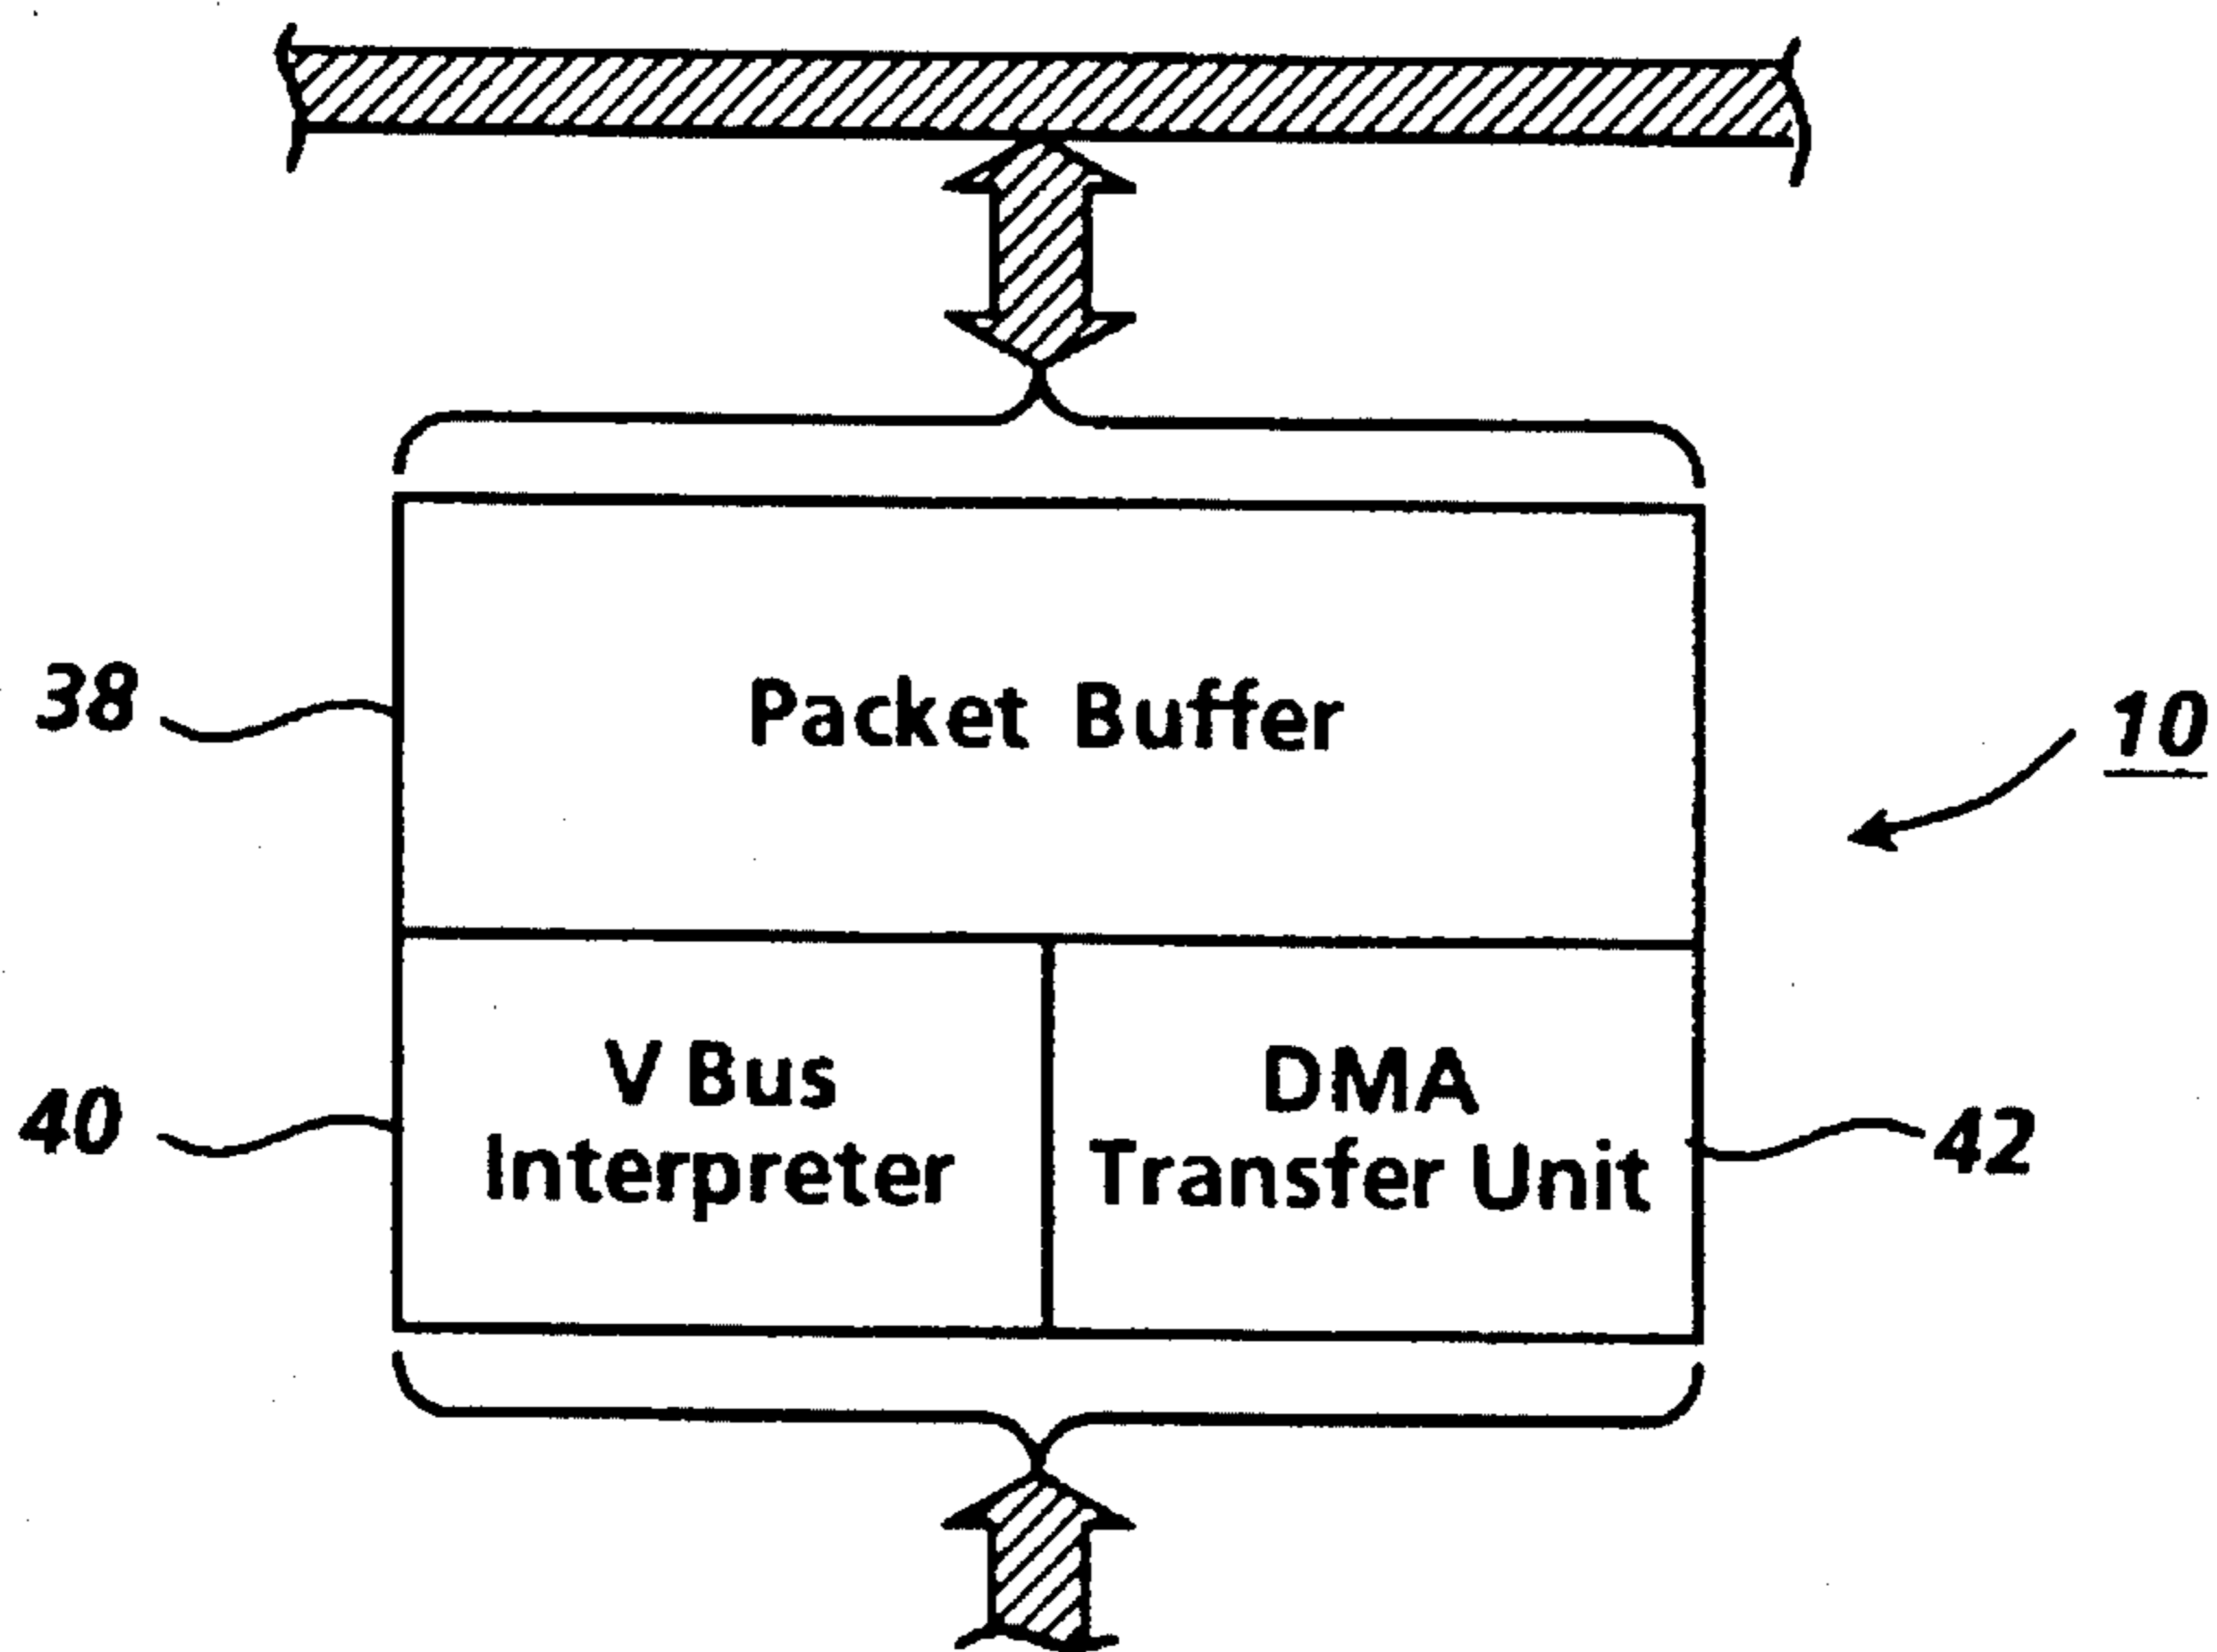 38
Packet Buffer
10
40
V Bus
Interpreter
DMA
Transfer Unit
42